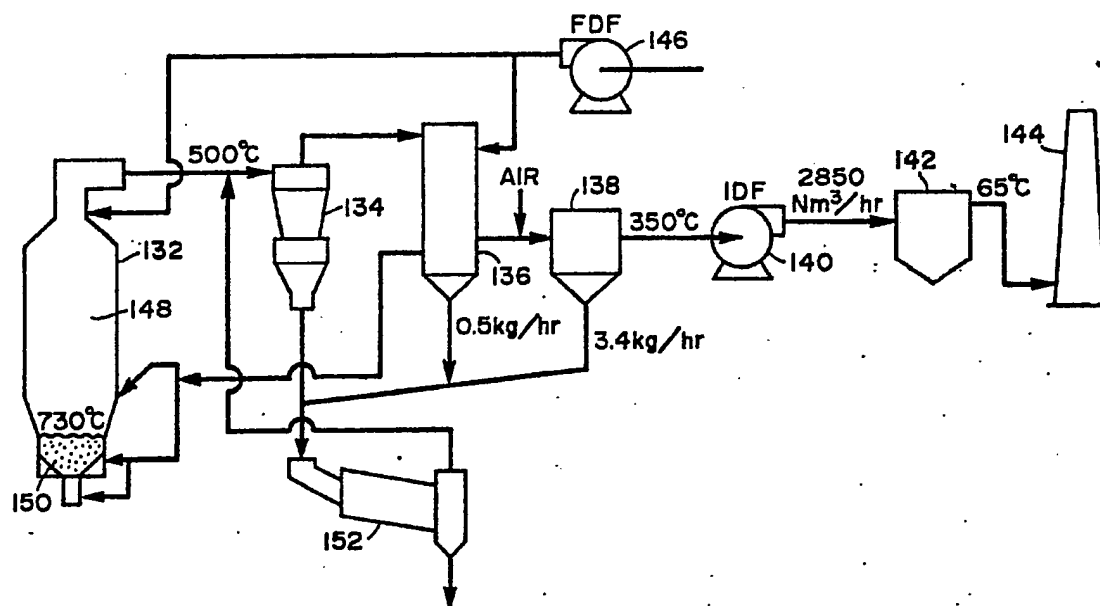 FDF
146
500°C
134
AIR
138
350°C
IDF
2850
Nm³/hr
142
65°C
144
132
148
136
140
0.5kg/hr
3.4kg/hr
730°C
150
152